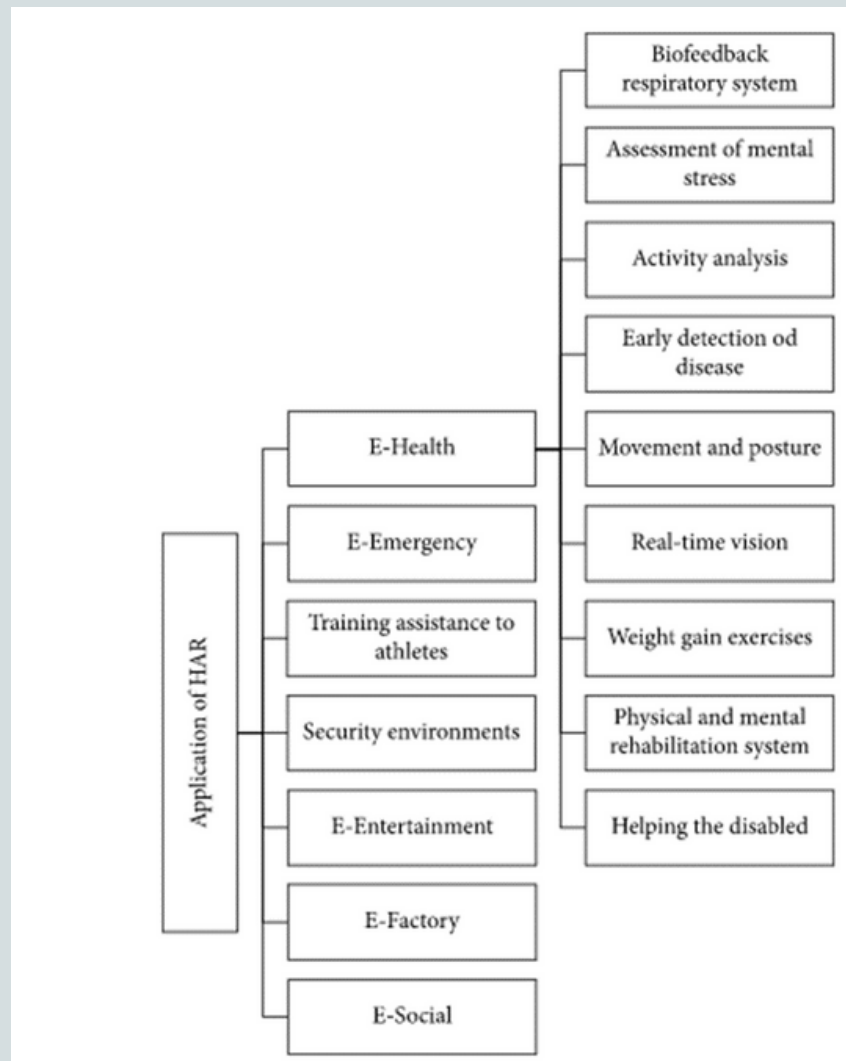 Application of HAR
E-Health
E-Emergency
Training assistance to
athletes
Security environments
E-Entertainment
E-Factory
E-Social
Biofeedback
respiratory system
Assessment of mental
stress
Activity analysis
Early detection od
disease
Movement and posture
Real-time vision
Weight gain exercises
Physical and mental
rehabilitation system
Helping the disabled